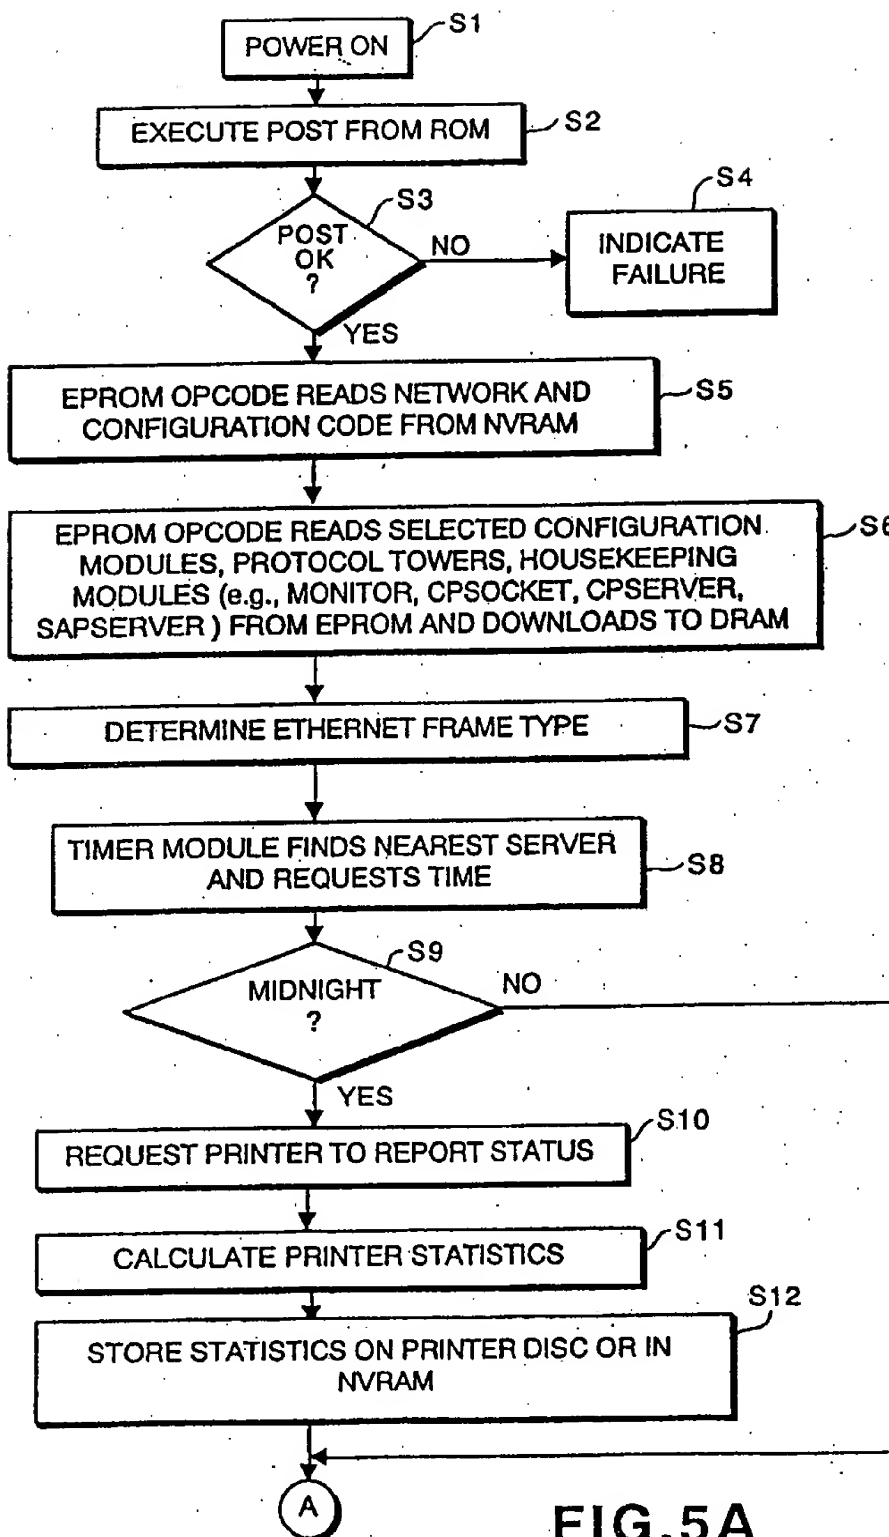 POWER ON
S1
EXECUTE POST FROM ROM
S2
POST
OK
?
S3
NO
YES
INDICATE
FAILURE
S4
EPROM OPCODE READS NETWORK AND
CONFIGURATION CODE FROM NVRAM
S5
EPROM OPCODE READS SELECTED CONFIGURATION
MODULES, PROTOCOL TOWERS, HOUSEKEEPING
MODULES (e.g., MONITOR, CPSOCKET, CPSERVER,
SAPSERVER ) FROM EPROM AND DOWNLOADS TO DRAM
S6
DETERMINE ETHERNET FRAME TYPE
S7
TIMER MODULE FINDS NEAREST SERVER
AND REQUESTS TIME
S8
MIDNIGHT
?
S9
NO
YES
REQUEST PRINTER TO REPORT STATUS
S10
CALCULATE PRINTER STATISTICS
S11
STORE STATISTICS ON PRINTER DISC OR IN
NVRAM
S12
A
FIG.5A